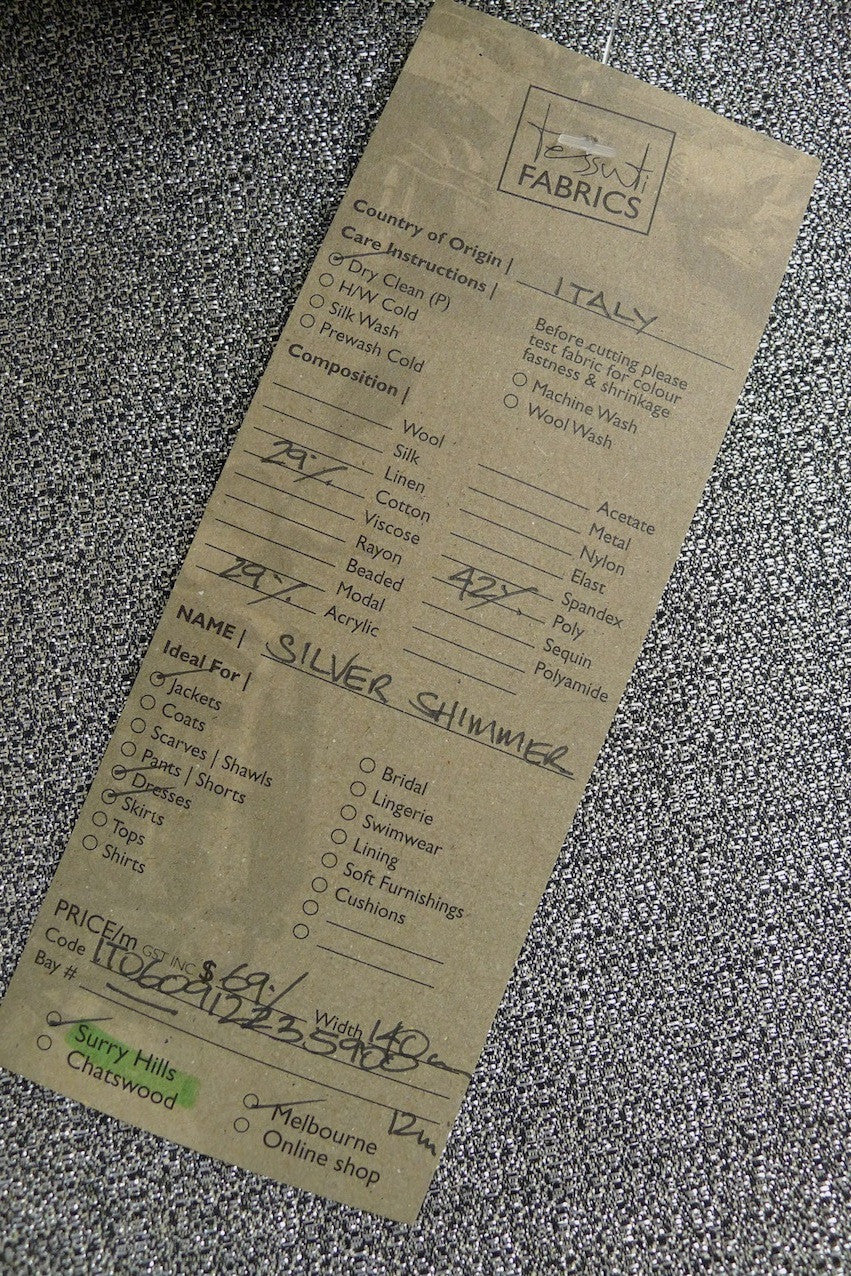 tessuti
FABRICS
Country of Origin | ITALY
Care Instructions |
Dry Clean (P)
H/W Cold
Silk Wash
Prewash Cold
Before cutting please
test fabric for colour
fastness & shrinkage
Machine Wash
Wool Wash
Composition |
Wool
Silk
Linen
29% Cotton
Viscose
Rayon
Beaded
Modal
29% Acrylic
Acetate
Metal
Nylon
Elast
Spandex
42% Poly
Sequin
Polyamide
NAME | SILVER SHIMMER
Ideal For |
Jackets
Coats
Scarves | Shawls
Pants | Shorts
Dresses
Skirts
Tops
Shirts
Bridal
Lingerie
Swimwear
Lining
Soft Furnishings
Cushions
PRICE/m GST INC $ 69./ Width 140cm
Code
Bay #
12m
Surry Hills
Chatswood
Melbourne
Online shop